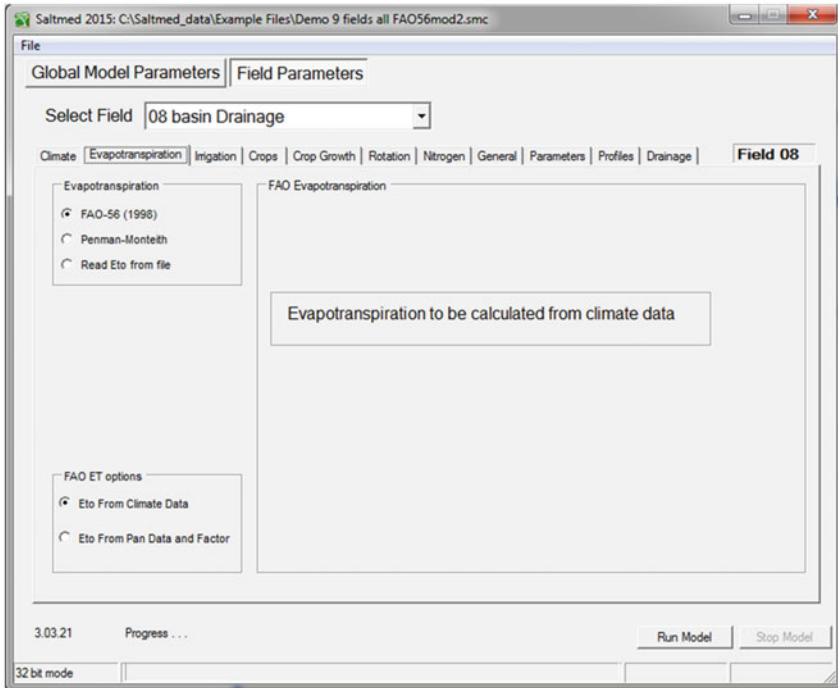 Saltmed 2015: C:\Saltmed_data\Example Files\Demo 9 fields all FAO56mod2.smc
File
Global Model Parameters Field Parameters
Select Field 08 basin Drainage
Climate Evapotranspiration Irrigation Crops Crop Growth Rotation Nitrogen General Parameters Profiles Drainage Field 08
Evapotranspiration FAO Evapotranspiration
FAO-56 (1998)
Penman-Monteith
Read Eto from file
Evapotranspiration to be calculated from climate data
FAO ET options
Eto From Climate Data
Eto From Pan Data and Factor
3.03.21 Progress . . . Run Model Stop Model
32 bit mode